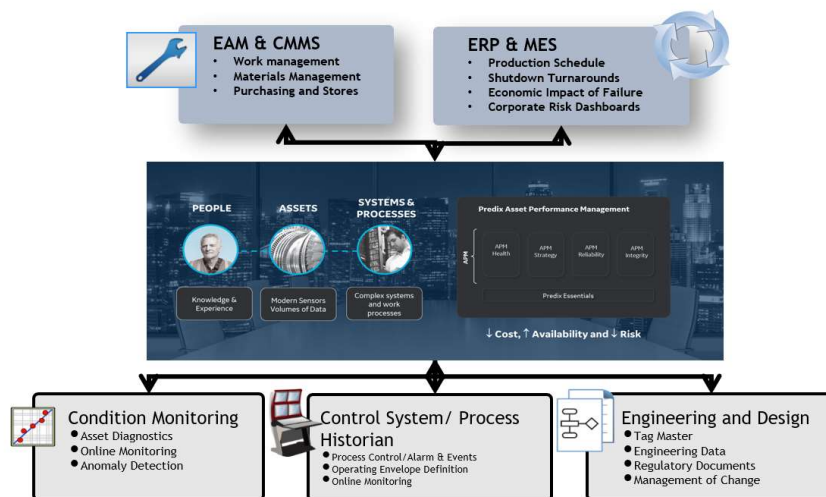 EAM & CMMS
• Work management
• Materials Management
• Purchasing and Stores
ERP & MES
• Production Schedule
• Shutdown Turnarounds
• Economic Impact of Failure
• Corporate Risk Dashboards
PEOPLE
ASSETS
SYSTEMS
& PROCESSES
Knowledge &
Experience
Modern Sensors
Volumes of Data
Complex systems
and work
processes
Predix Asset Performance Management
APM
APM
Health
APM
Strategy
APM
Reliability
APM
Integrity
Predix Essentials
↓ Cost, ↑ Availability and ↓ Risk
Condition Monitoring
● Asset Diagnostics
● Online Monitoring
● Anomaly Detection
Control System/ Process
Historian
● Process Control/Alarm & Events
● Operating Envelope Definition
● Online Monitoring
Engineering and Design
● Tag Master
● Engineering Data
● Regulatory Documents
● Management of Change